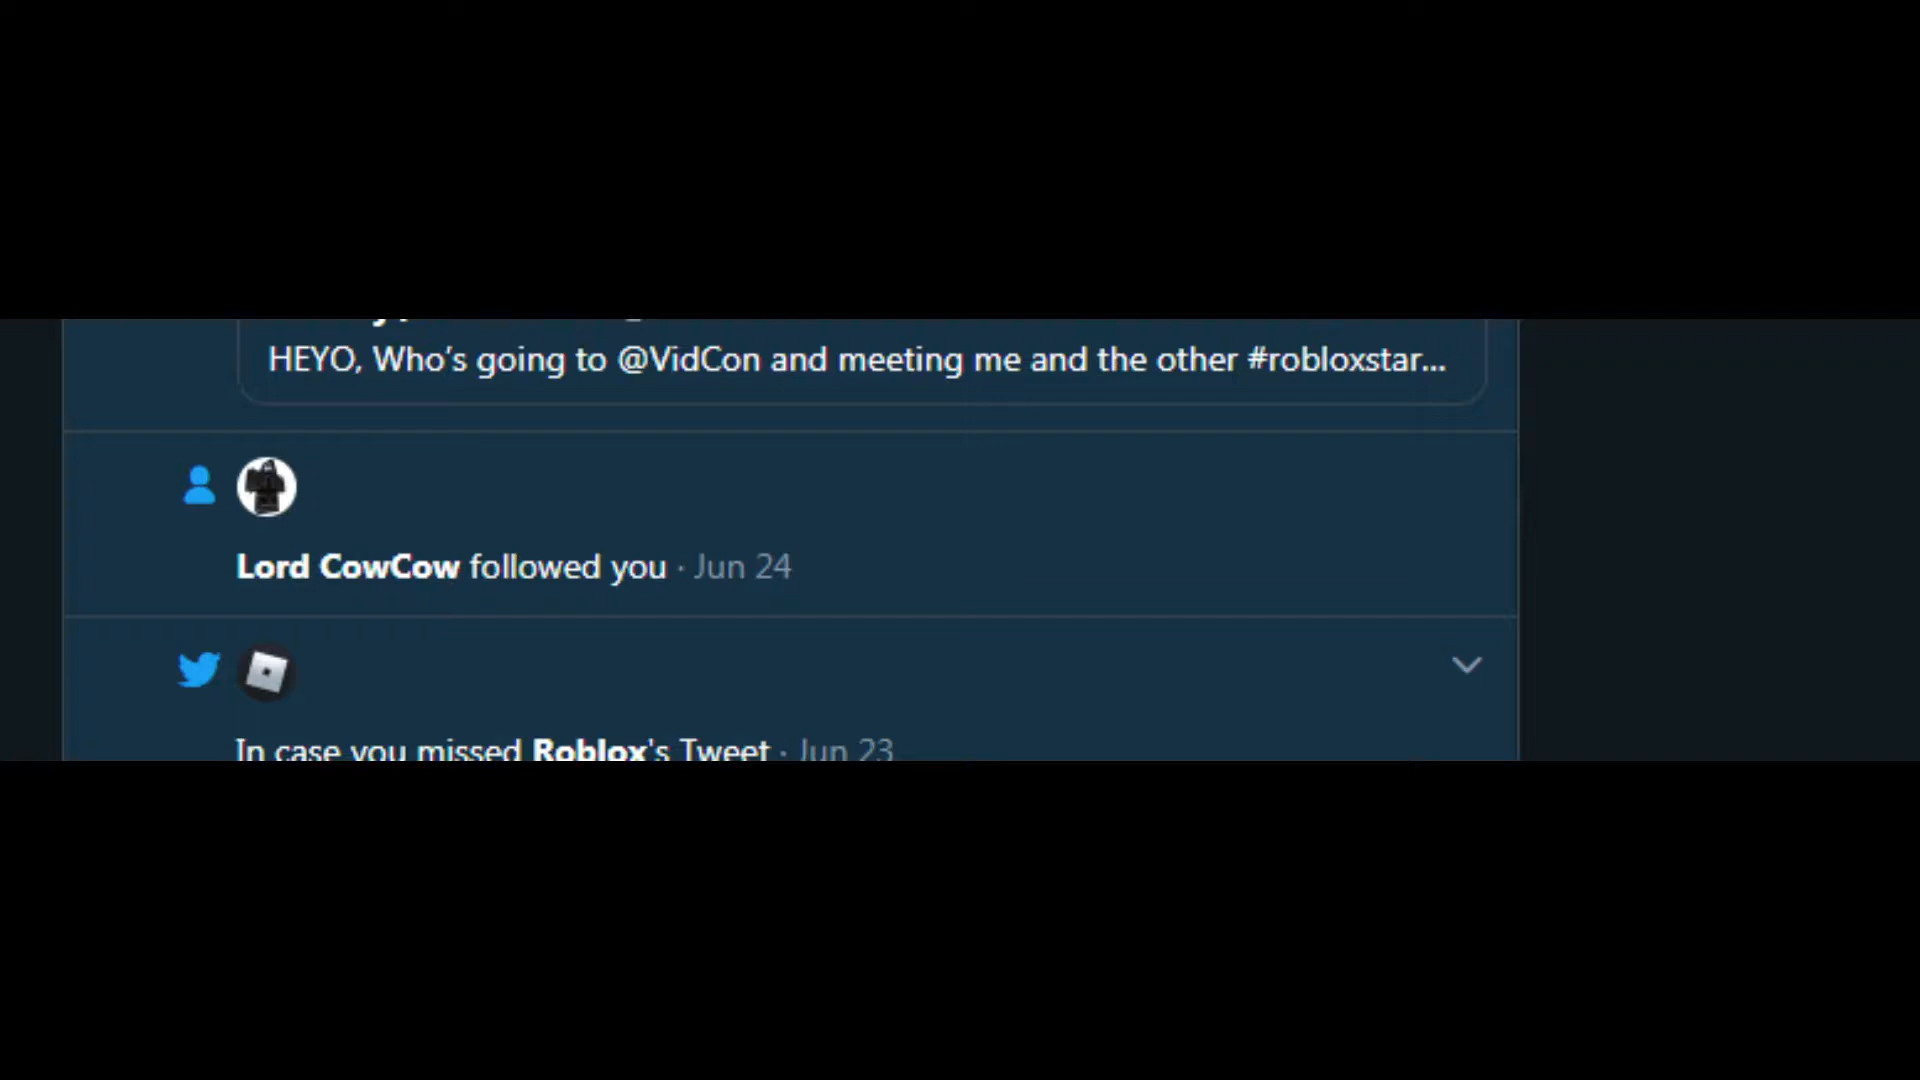 HEYO, Who's going to @VidCon and meeting me and the other #robloxstar...
Lord CowCow followed you · Jun 24
In case you missed Roblox's Tweet · Jun 23